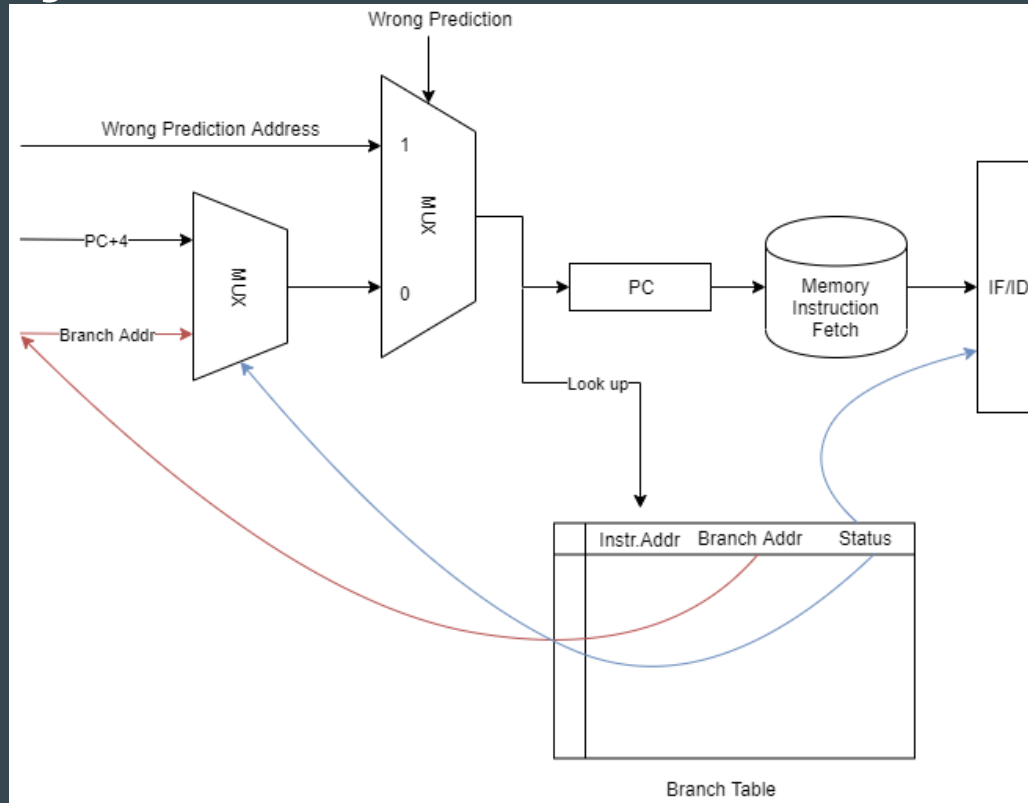 Wrong Prediction
Wrong Prediction Address
1
MUX
PC+4
MUX
0
PC
Memory
Instruction
Fetch
IF/ID
Branch Addr
Look up
Instr.Addr Branch Addr Status
Branch Table